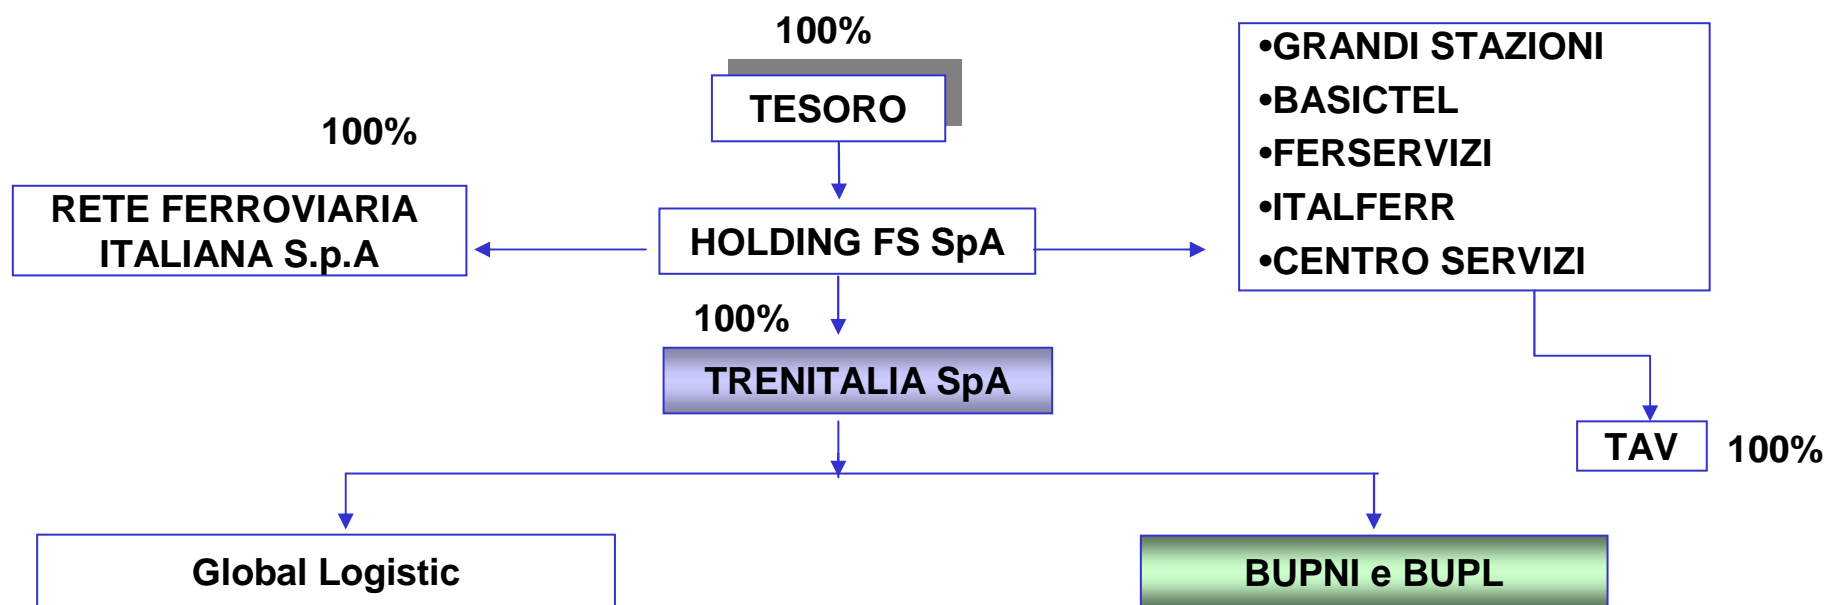 100%
TESORO
100%
RETE FERROVIARIA
ITALIANA S.p.A
HOLDING FS SpA
•GRANDI STAZIONI
•BASICTEL
•FERSERVIZI
•ITALFERR
•CENTRO SERVIZI
100%
TRENITALIA SpA
TAV
100%
Global Logistic
BUPNI e BUPL